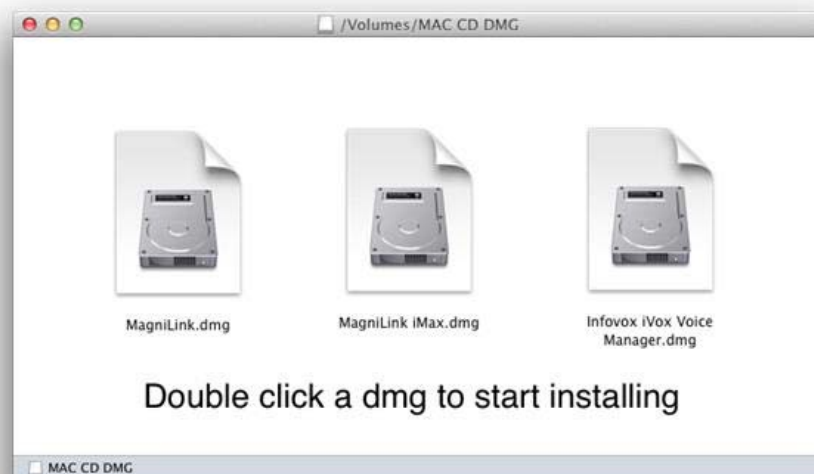 /Volumes/MAC CD DMG
MagniLink.dmg
MagniLink iMax.dmg
Infovox iVox Voice
Manager.dmg
Double click a dmg to start installing
MAC CD DMG